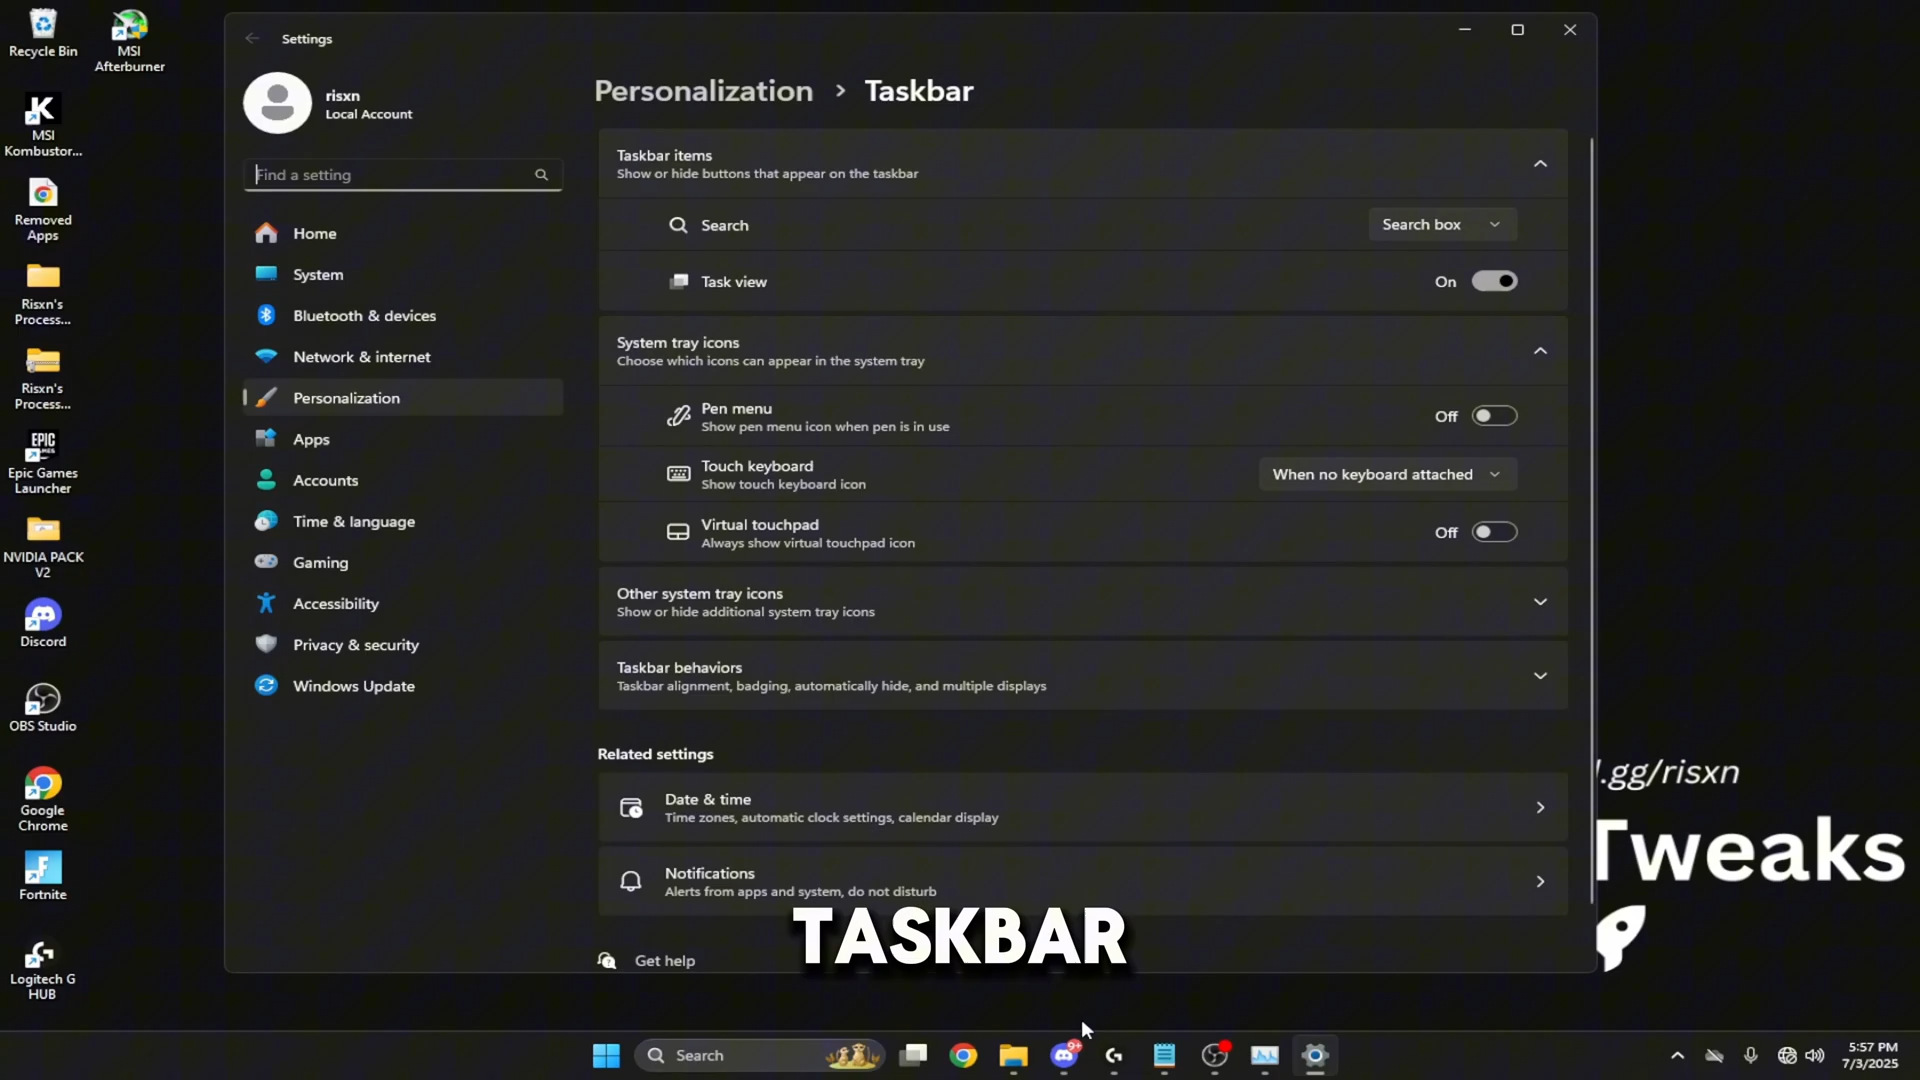 Recycle Bin
MSI
Afterburner
MSI
Kombustor...
Removed
Apps
Risxn's
Process...
Risxn's
Process...
EPIC
GAMES
Epic Games
Launcher
NVIDIA PACK
V2
Discord
OBS Studio
Google
Chrome
Fortnite
Logitech G
HUB
Settings
risxn
Local Account
Find a setting
Home
System
Bluetooth & devices
Network & internet
Personalization
Apps
Accounts
Time & language
Gaming
Accessibility
Privacy & security
Windows Update
Personalization > Taskbar
Taskbar items
Show or hide buttons that appear on the taskbar
Search
Search box
Task view
On
System tray icons
Choose which icons can appear in the system tray
Pen menu
Show pen menu icon when pen is in use
Off
Touch keyboard
Show touch keyboard icon
When no keyboard attached
Virtual touchpad
Always show virtual touchpad icon
Off
Other system tray icons
Show or hide additional system tray icons
Taskbar behaviors
Taskbar alignment, badging, automatically hide, and multiple displays
Related settings
Date & time
Time zones, automatic clock settings, calendar display
Notifications
Alerts from apps and system, do not disturb
Get help
TASKBAR
.gg/risxn
Tweaks
Search
9+
5:57 PM
7/3/2025